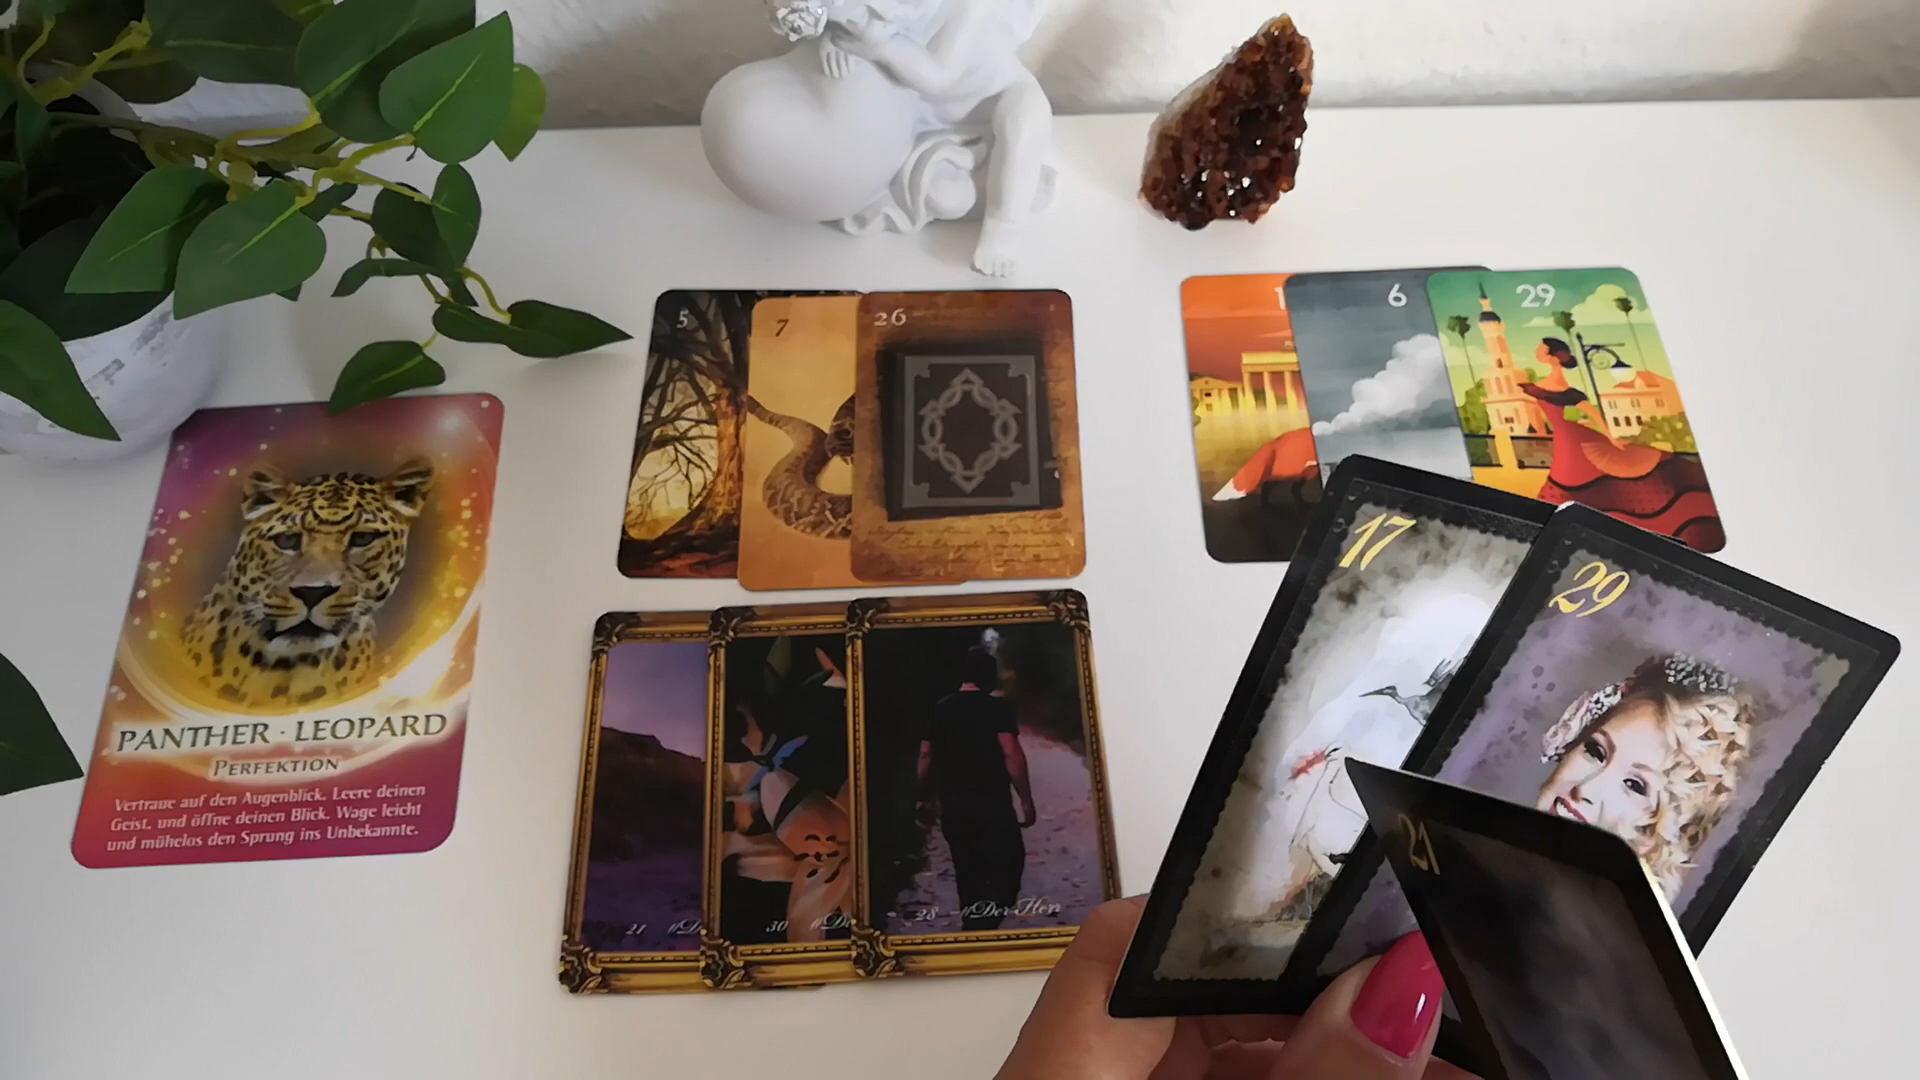 5
7
26
6
29
17
29
21
PANTHER · LEOPARD
PERFEKTION
Vertraue auf den Augenblick. Leere deinen
Geist, und öffne deinen Blick. Wage leicht
und mühelos den Sprung ins Unbekannte.
21
30
28 Der Herr